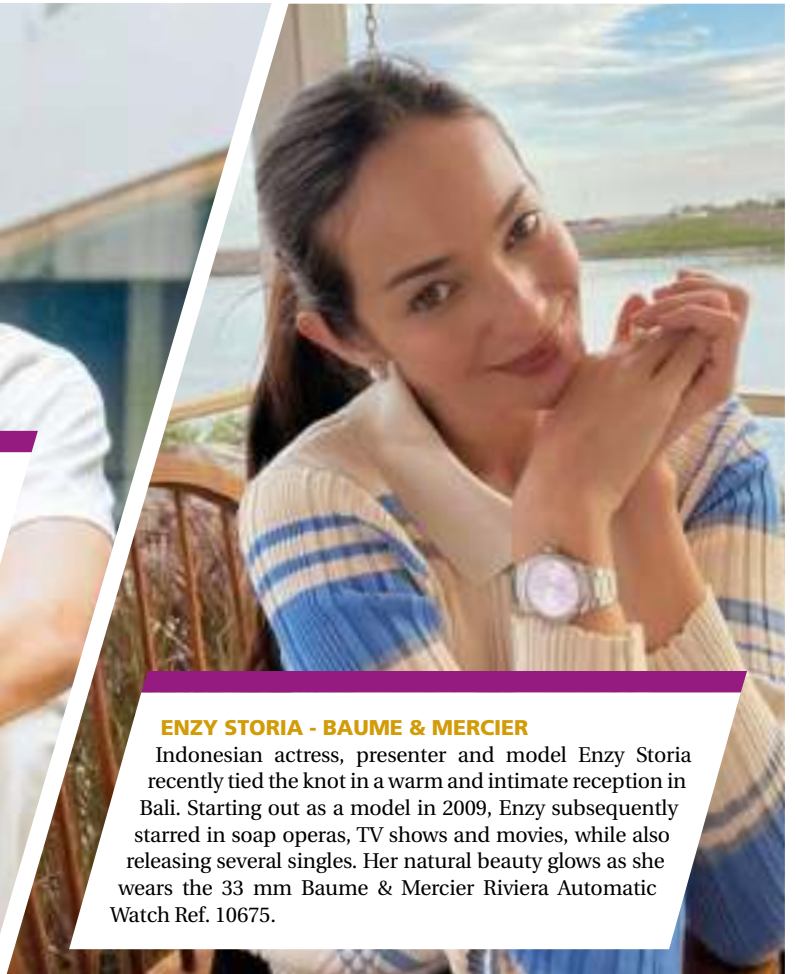 ENZY STORIA - BAUME & MERCIER
Indonesian actress, presenter and model Enzy Storia
recently tied the knot in a warm and intimate reception in
Bali. Starting out as a model in 2009, Enzy subsequently
starred in soap operas, TV shows and movies, while also
releasing several singles. Her natural beauty glows as she
wears the 33 mm Baume & Mercier Riviera Automatic
Watch Ref. 10675.